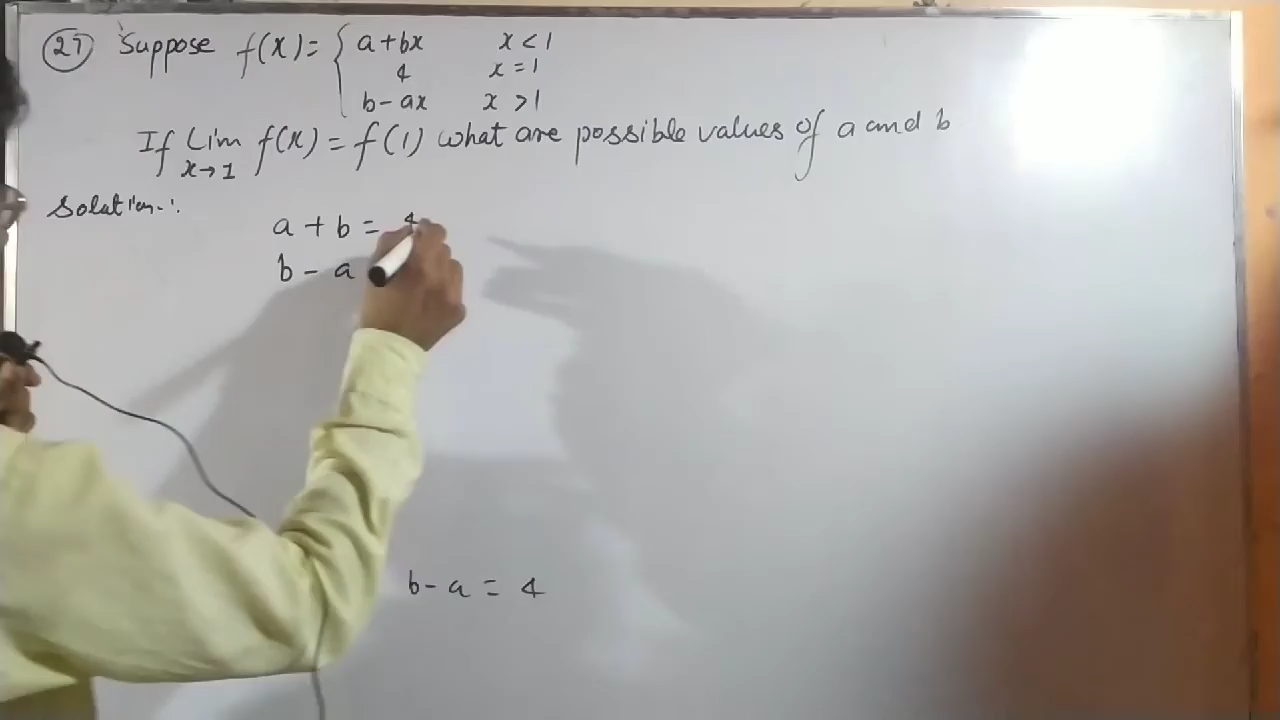 27 Suppose f(x) = { a+bx x < 1
4 x = 1
b - ax x > 1
If Lim x→1 f(x) = f(1) what are possible values of a and b
Solution:
a + b = 4
b - a
b - a = 4